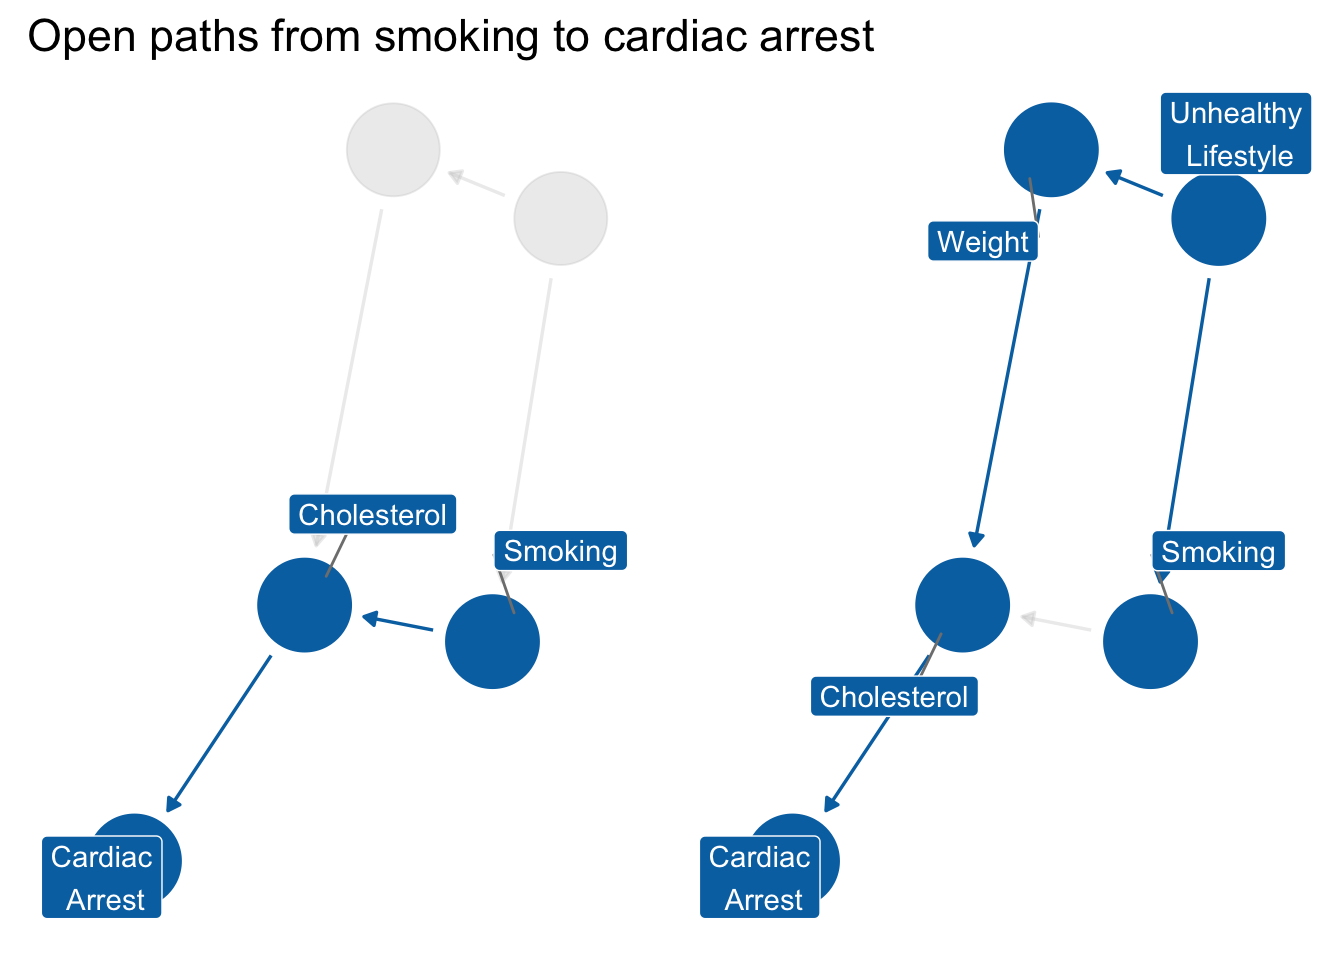 Open paths from smoking to cardiac arrest
Cholesterol
Smoking
Cardiac
Arrest
Unhealthy
Lifestyle
Weight
Smoking
Cholesterol
Cardiac
Arrest